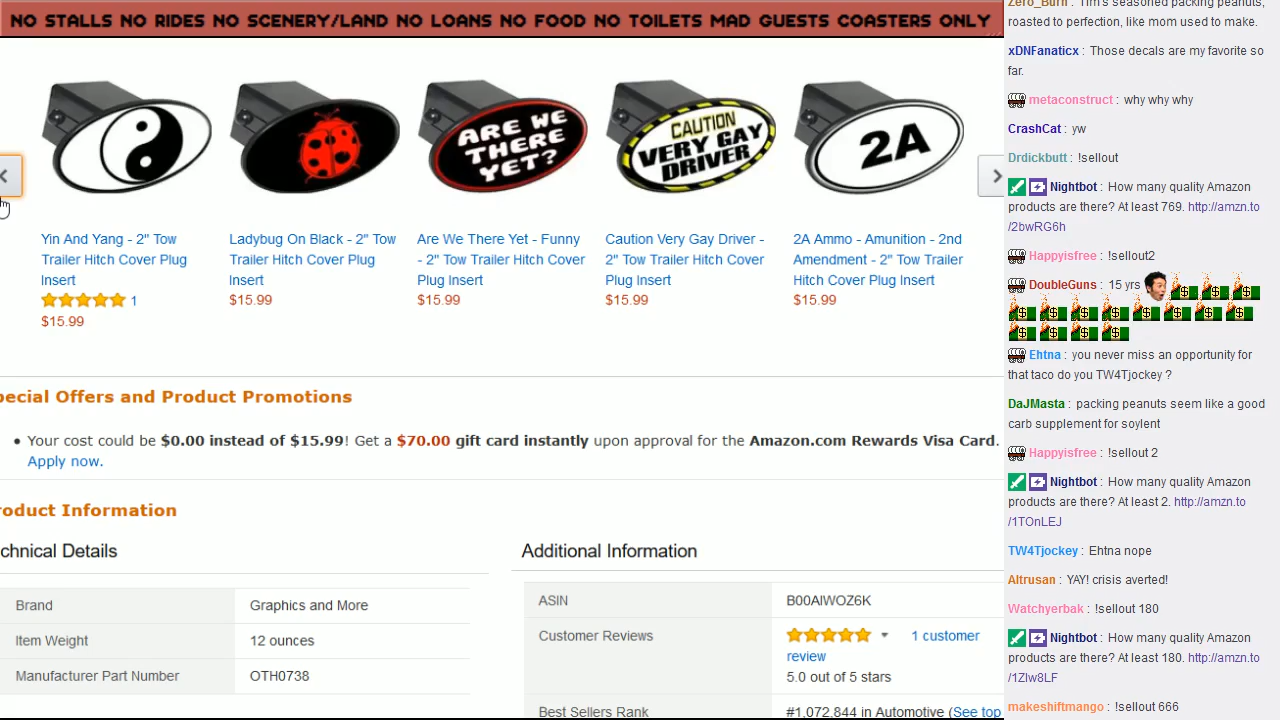 NO STALLS NO RIDES NO SCENERY/LAND NO LOANS NO FOOD NO TOILETS MAD GUESTS COASTERS ONLY
ARE WE
THERE
YET?
CAUTION
VERY GAY
DRIVER
2A
Yin And Yang - 2" Tow
Trailer Hitch Cover Plug
Insert
1
$15.99
Ladybug On Black - 2" Tow
Trailer Hitch Cover Plug
Insert
$15.99
Are We There Yet - Funny
- 2" Tow Trailer Hitch Cover
Plug Insert
$15.99
Caution Very Gay Driver -
2" Tow Trailer Hitch Cover
Plug Insert
$15.99
2A Ammo - Amunition - 2nd
Amendment - 2" Tow Trailer
Hitch Cover Plug Insert
$15.99
pecial Offers and Product Promotions
• Your cost could be $0.00 instead of $15.99! Get a $70.00 gift card instantly upon approval for the Amazon.com Rewards Visa Card.
Apply now.
roduct Information
chnical Details
Brand Graphics and More
Item Weight 12 ounces
Manufacturer Part Number OTH0738
Additional Information
ASIN B00AIWOZ6K
Customer Reviews 1 customer
review
5.0 out of 5 stars
Best Sellers Rank #1,072,844 in Automotive (See top
Zero_Burn : Tim's seasoned packing peanuts,
roasted to perfection, like mom used to make.
xDNFanaticx : Those decals are my favorite so
far.
metaconstruct : why why why
CrashCat : yw
Drdickbutt : !sellout
Nightbot : How many quality Amazon
products are there? At least 769. http://amzn.to
/2bwRG6h
Happyisfree : !sellout2
DoubleGuns : 15 yrs
Ehtna : you never miss an opportunity for
that taco do you TW4Tjockey ?
DaJMasta : packing peanuts seem like a good
carb supplement for soylent
Happyisfree : !sellout 2
Nightbot : How many quality Amazon
products are there? At least 2. http://amzn.to
/1TOnLEJ
TW4Tjockey : Ehtna nope
Altrusan : YAY! crisis averted!
Watchyerbak : !sellout 180
Nightbot : How many quality Amazon
products are there? At least 180. http://amzn.to
/1Zlw8LF
makeshiftmango : !sellout 666